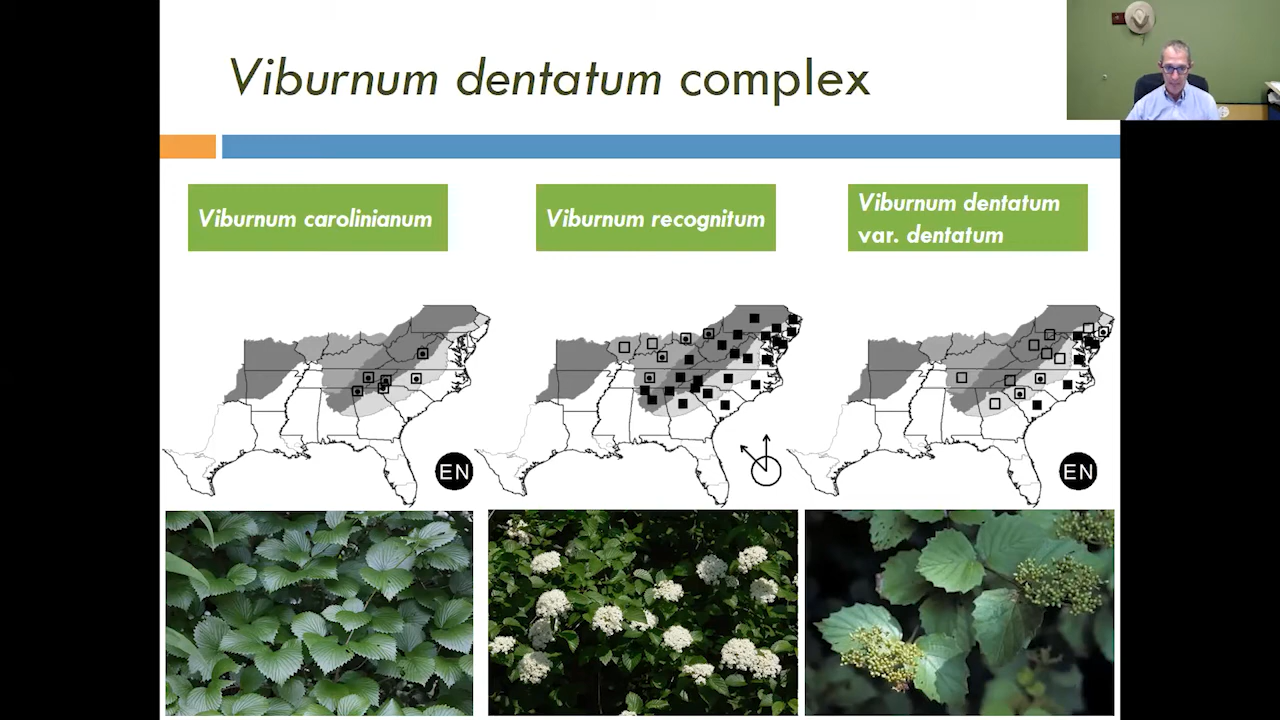 Viburnum dentatum complex
Viburnum carolinianum
Viburnum recognitum
Viburnum dentatum
var. dentatum
EN
EN